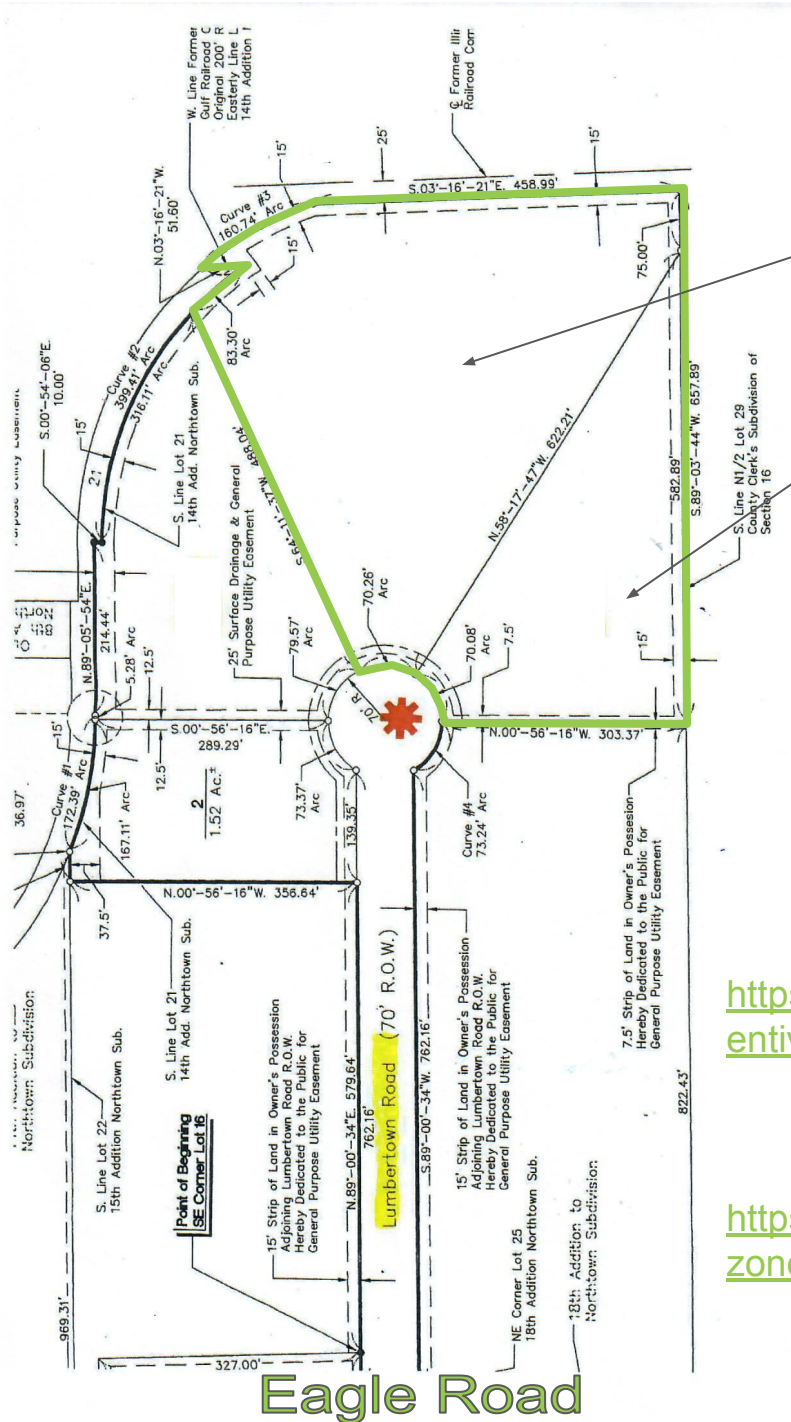 W. Line Former
Gulf Railroad C
Original 200' R
Easterly Line L
14th Addition
₵ Former Illi
Railroad Com
N.03°-16'-21"W.
51.60'
Curve #3
160.74' Arc
15'
25'
S.03°-16'-21"E. 458.99'
15'
75.00'
S.00°-54'-06"E.
10.00'
Curve #2
399.41' Arc
316.11' Arc
15'
83.30'
Arc
15'
21
S. Line Lot 21
14th Add. Northtown Sub.
N.89°-05'-54"E.
214.44'
5.28' Arc
12.5'
25' Surface Drainage & General
Purpose Utility Easement
488.04'
N.58°-17'-47"W. 622.21'
582.89'
S.89°-03'-44"W. 657.89'
S. Line N1/2 Lot 29
County Clerk's Subdivision of
Section 16
79.57'
Arc
70.26'
Arc
70.08'
Arc
7.5'
70' R.
15'
36.97'
Curve #1
172.39' Arc
15'
167.11' Arc
12.5'
S.00°-56'-16"E.
289.29'
2
1.52 Ac.±
73.37'
Arc
139.35'
Curve #4
73.24' Arc
N.00°-56'-16"W. 303.37'
37.5'
N.00°-56'-16"W. 356.64'
S. Line Lot 21
14th Addition Northtown Sub.
7.5' Strip of Land in Owner's Possesion
Hereby Dedicated to the Public for
General Purpose Utility Easement
Northtown Subdivision
S. Line Lot 22
15th Addition Northtown Sub.
Point of Beginning
SE Corner Lot 16
15' Strip of Land in Owner's Possession
Adjoining Lumbertown Road R.O.W.
Hereby Dedicated to the Public for
General Purpose Utility Easement
N.89°-00'-34"E. 579.64'
762.16'
Lumbertown Road (70' R.O.W.)
S.89°-00'-34"W. 762.16'
15' Strip of Land in Owner's Possession
Adjoining Lumbertown Road R.O.W.
Hereby Dedicated to the Public for
General Purpose Utility Easement
822.43'
969.31'
327.00'
NE Corner Lot 25
18th Addition Northtown Sub.
18th Addition to
Northtown Subdivision
https
entiv
https
zone
Eagle Road